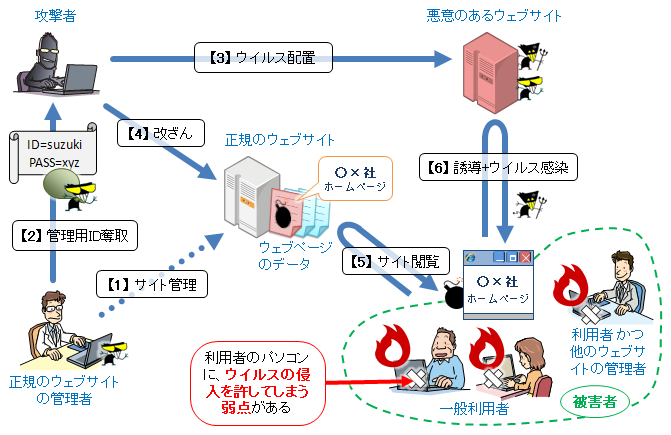 攻撃者
悪意のあるウェブサイト
【3】ウイルス配置
ID=suzuki
PASS=xyz
【4】改ざん
正規のウェブサイト
〇×社
ホームページ
【6】誘導+ウイルス感染
【2】管理用ID奪取
ウェブページ
のデータ
【5】サイト閲覧
【1】サイト管理
〇×社
ホームページ
正規のウェブサイト
の管理者
利用者のパソコン
に、ウイルスの侵
入を許してしまう
弱点がある
一般利用者
利用者 かつ
他のウェブサ
イトの管理者
被害者